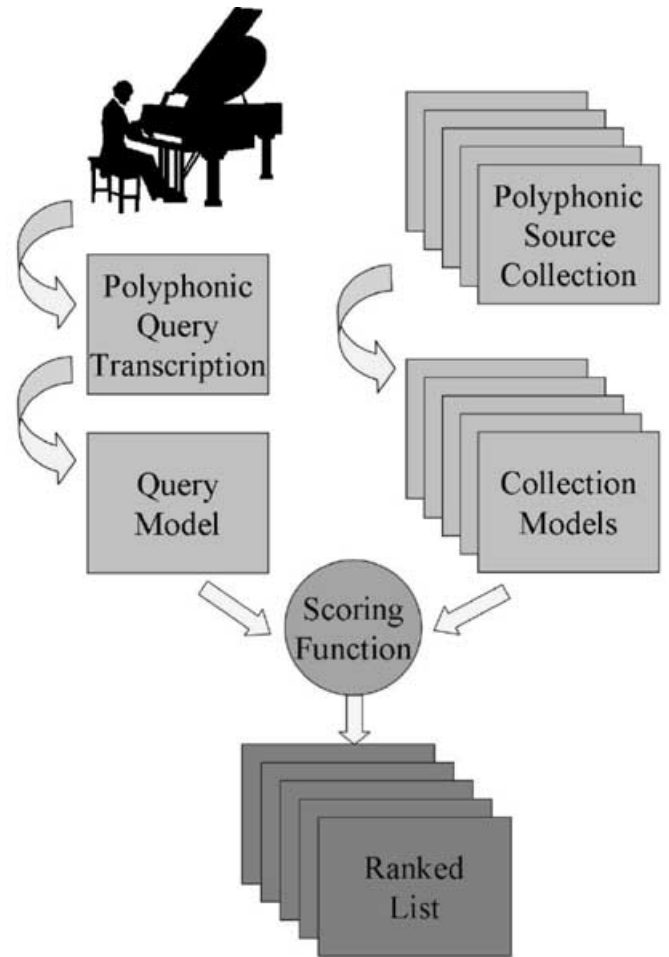 Polyphonic
Source
Collection
Polyphonic
Query
Transcription
Query
Model
Collection
Models
Scoring
Function
Ranked
List